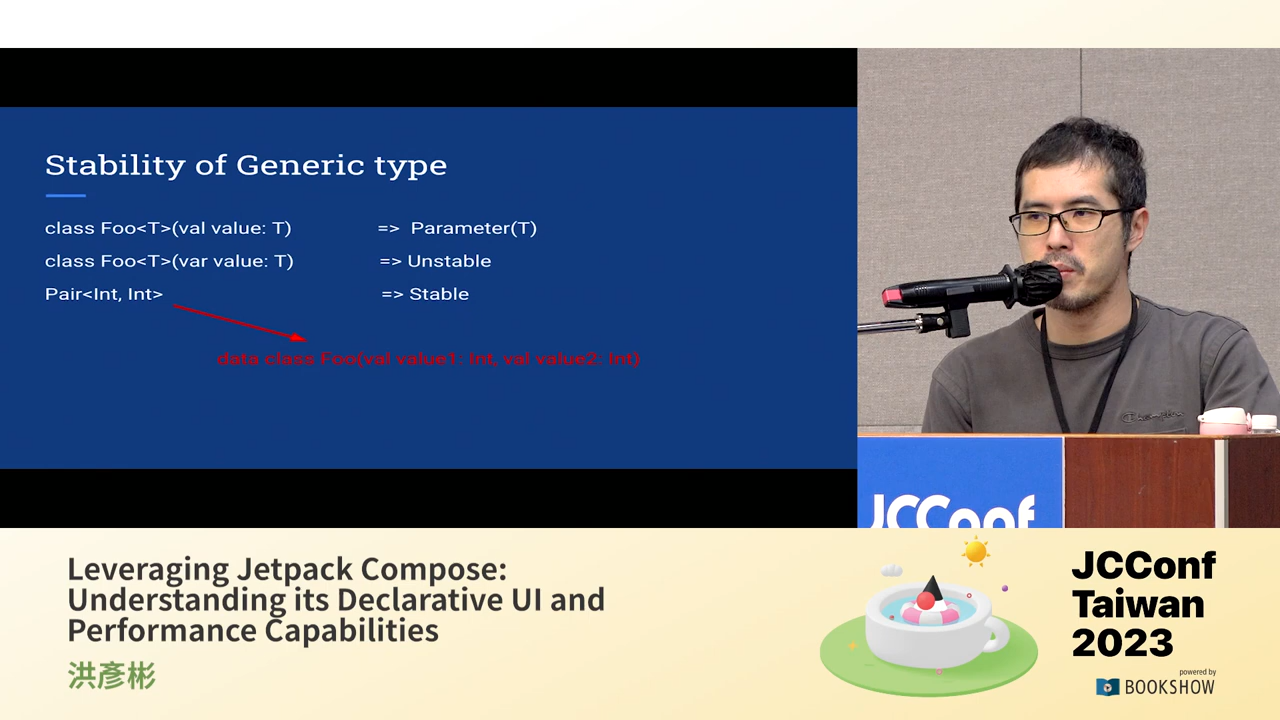 Stability of Generic type
class Foo<T>(val value: T) => Parameter(T)
class Foo<T>(var value: T) => Unstable
Pair<Int, Int> => Stable
data class Foo(val value1: Int, val value2: Int)
Champion
JCConf
Leveraging Jetpack Compose:
Understanding its Declarative UI and
Performance Capabilities
洪彥彬
JCConf
Taiwan
2023
powered by
BOOKSHOW